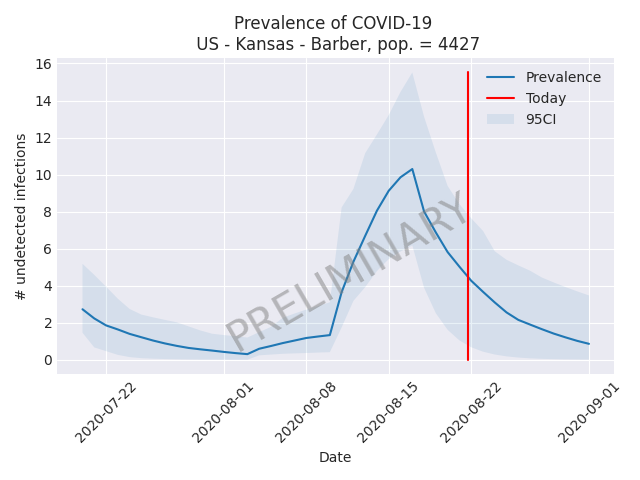 Prevalence of COVID-19
US - Kansas - Barber, pop. = 4427
16
14
12
10
8
6
4
2
0
# undetected infections
Prevalence
Today
95CI
PRELIMINARY
2020-07-22
2020-08-01
2020-08-08
2020-08-15
2020-08-22
2020-09-01
Date